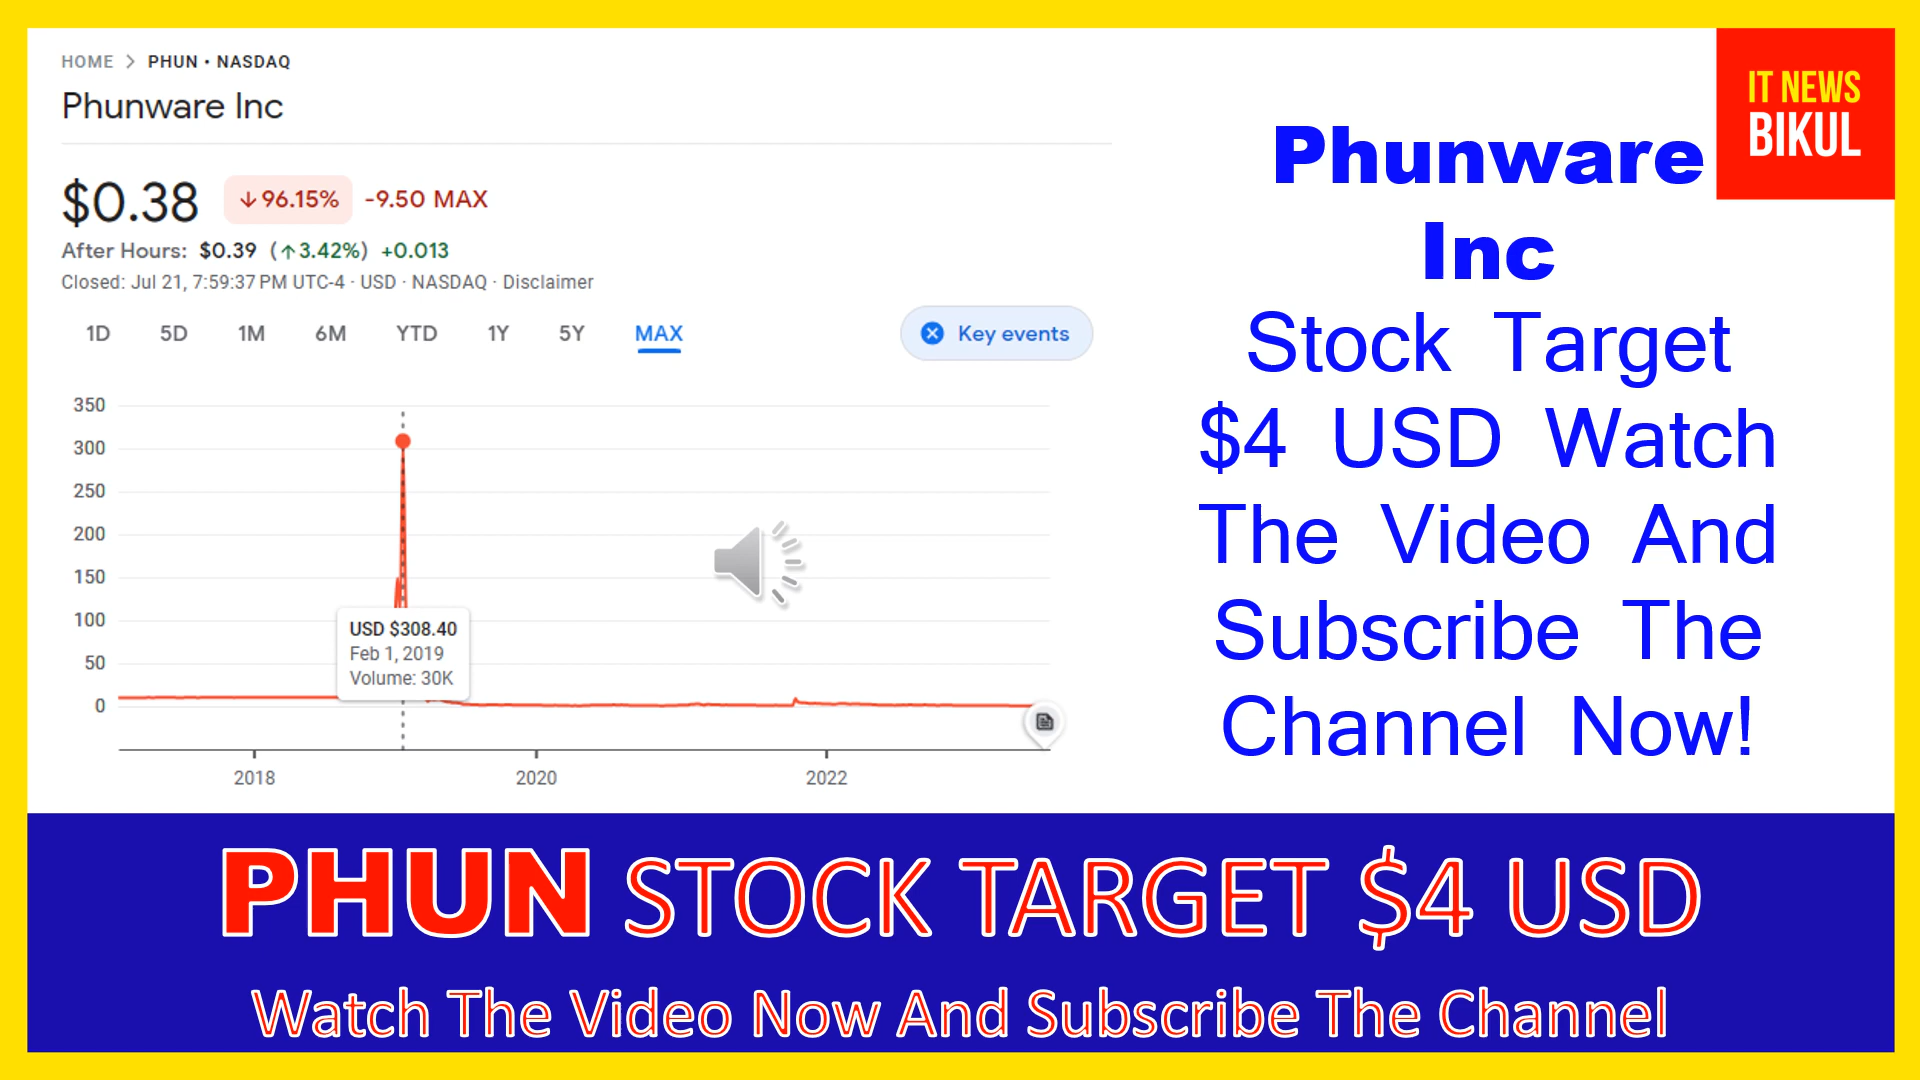 HOME > PHUN • NASDAQ
Phunware Inc
$0.38 ↓96.15% -9.50 MAX
After Hours: $0.39 (↑3.42%) +0.013
Closed: Jul 21, 7:59:37 PM UTC-4 · USD · NASDAQ · Disclaimer
1D 5D 1M 6M YTD 1Y 5Y MAX
Key events
350
300
250
200
150
100
50
0
USD $308.40
Feb 1, 2019
Volume: 30K
2018 2020 2022
IT NEWS
BIKUL
Phunware
Inc
Stock Target
$4 USD Watch
The Video And
Subscribe The
Channel Now!
PHUN STOCK TARGET $4 USD
Watch The Video Now And Subscribe The Channel